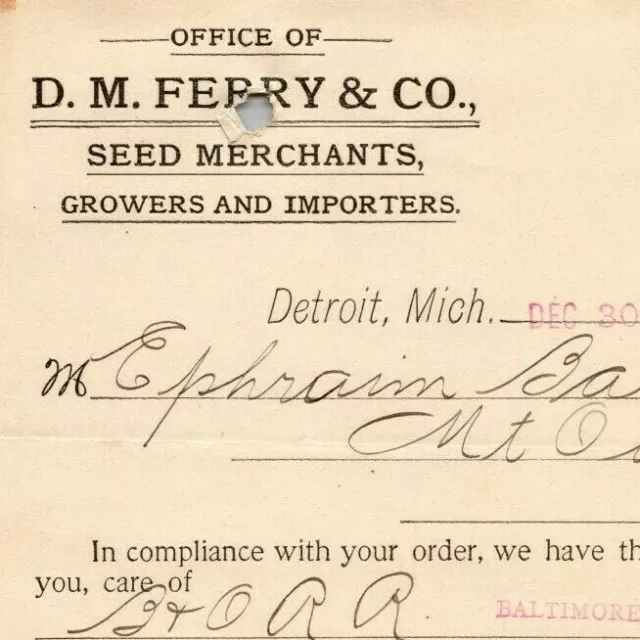 OFFICE OF
D. M. FERRY & CO.,
SEED MERCHANTS,
GROWERS AND IMPORTERS.
Detroit, Mich. DEC 30
M Ephraim Ba
Mt O
In compliance with your order, we have th
you, care of
B & O R R.
BALTIMORE